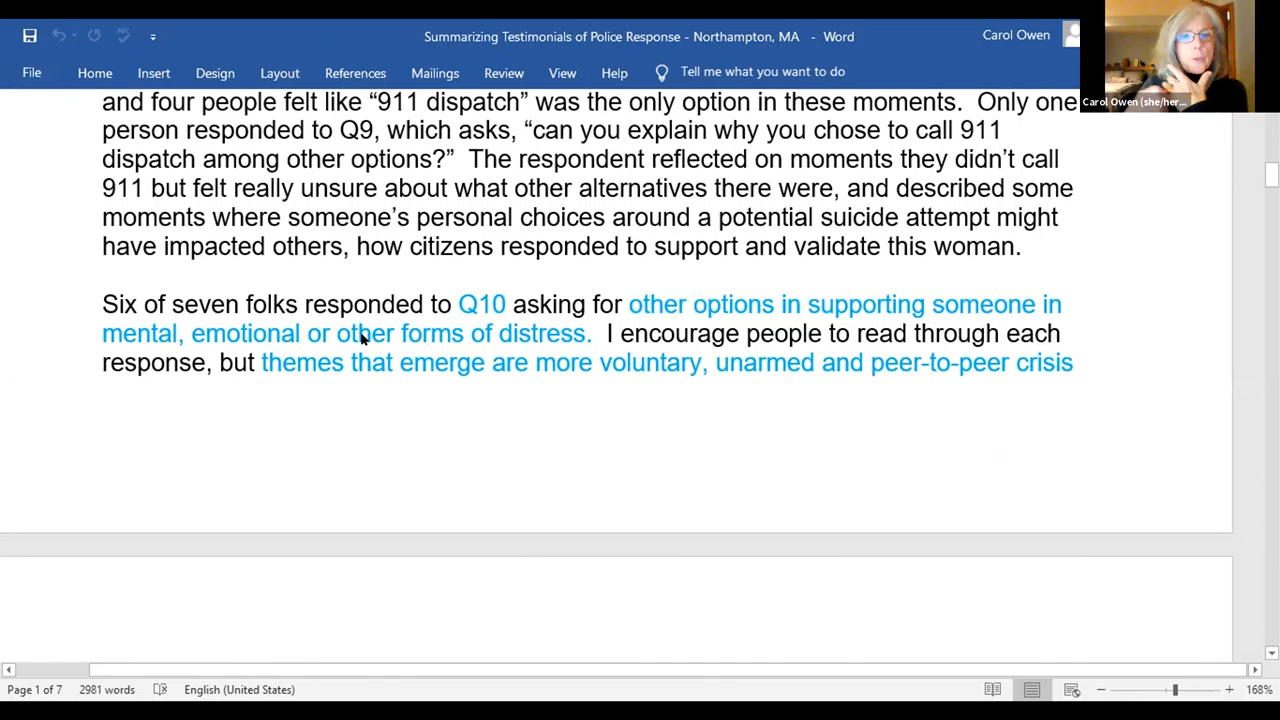 Summarizing Testimonials of Police Response - Northampton, MA - Word
Carol Owen
File Home Insert Design Layout References Mailings Review View Help Tell me what you want to do
Carol Owen (she/her...
and four people felt like “911 dispatch” was the only option in these moments. Only one
person responded to Q9, which asks, “can you explain why you chose to call 911
dispatch among other options?” The respondent reflected on moments they didn’t call
911 but felt really unsure about what other alternatives there were, and described some
moments where someone’s personal choices around a potential suicide attempt might
have impacted others, how citizens responded to support and validate this woman.
Six of seven folks responded to Q10 asking for other options in supporting someone in
mental, emotional or other forms of distress. I encourage people to read through each
response, but themes that emerge are more voluntary, unarmed and peer-to-peer crisis
Page 1 of 7 2981 words English (United States) 168%